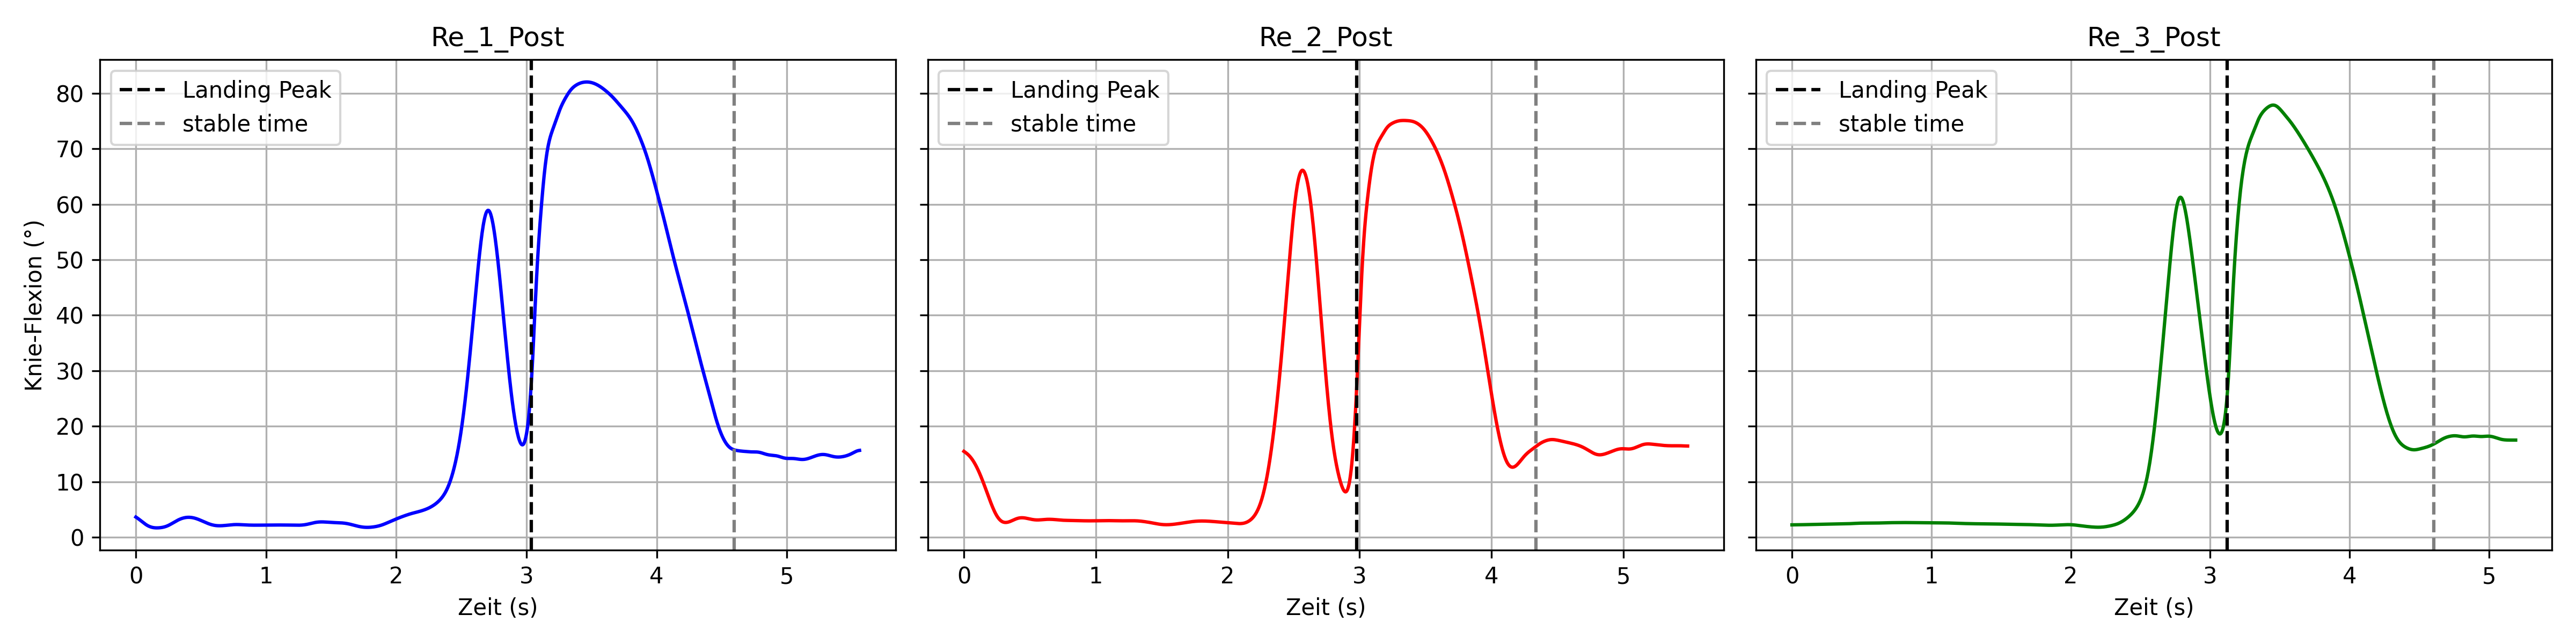 Re_1_Post
Landing Peak
stable time
80
70
60
50
40
30
20
10
0
Knie-Flexion (°)
0 1 2 3 4 5
Zeit (s)
Re_2_Post
Landing Peak
stable time
0 1 2 3 4 5
Zeit (s)
Re_3_Post
Landing Peak
stable time
0 1 2 3 4 5
Zeit (s)